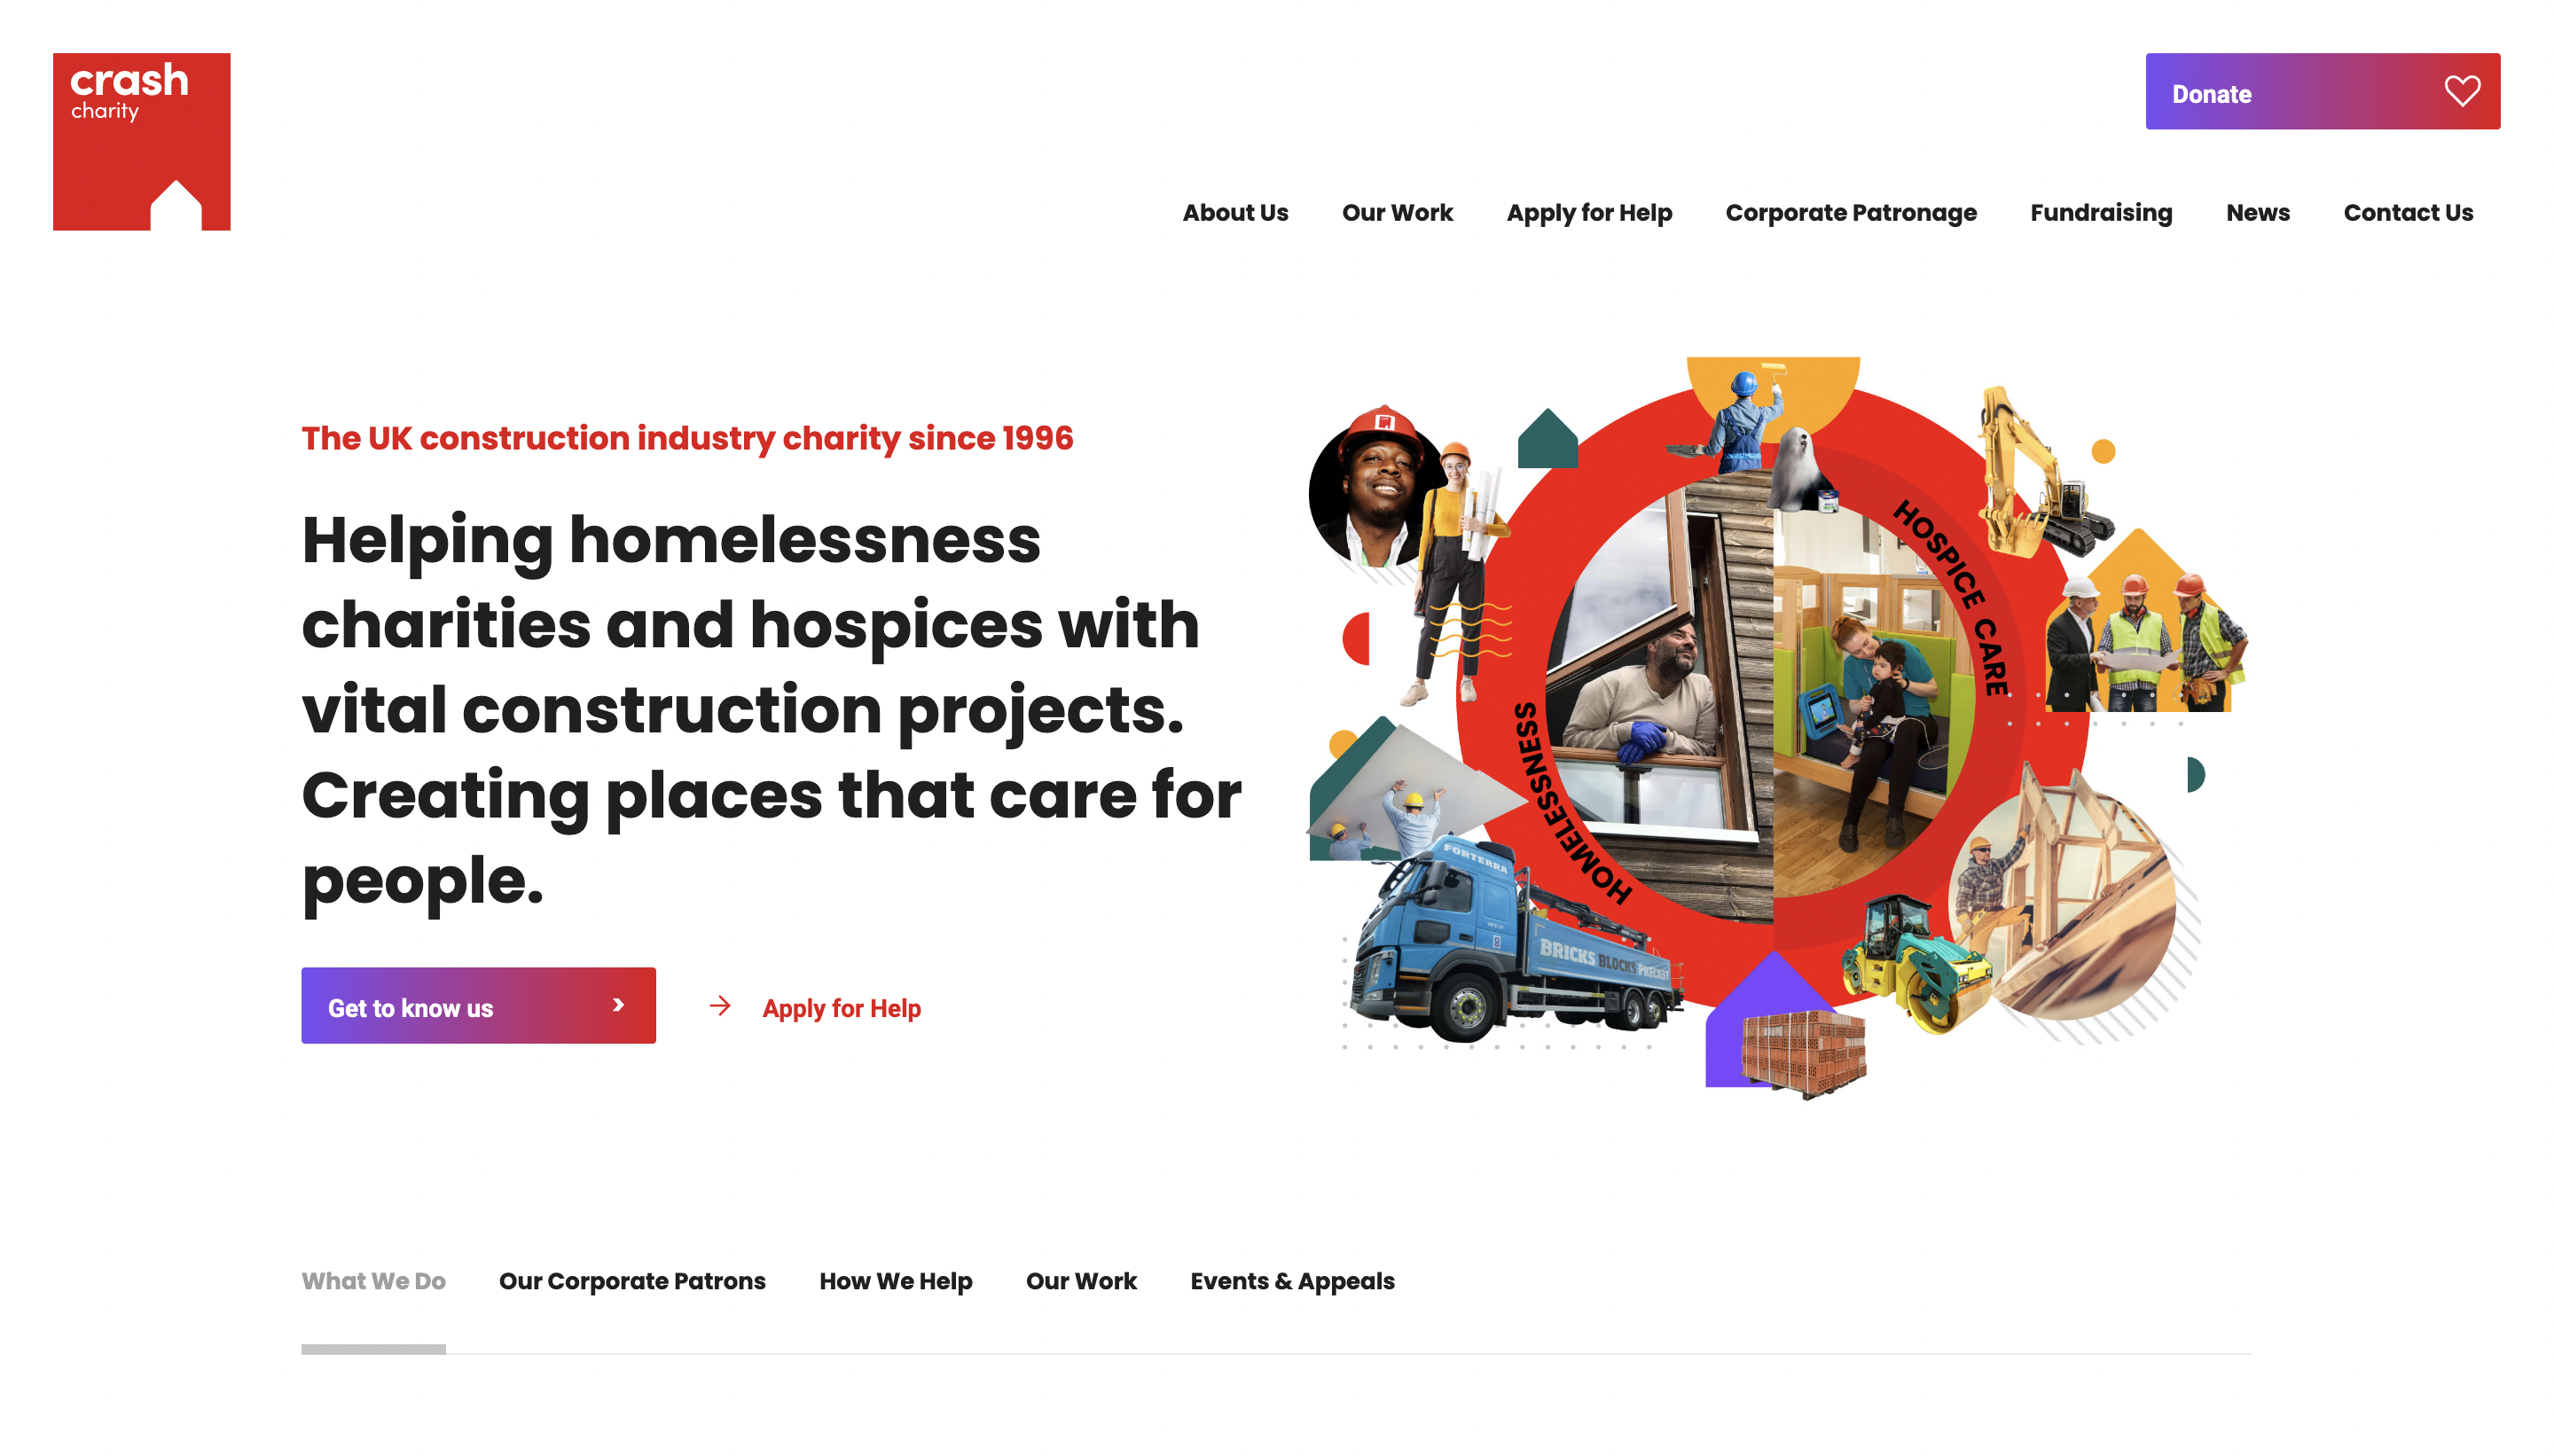 crash
charity
Donate
About Us
Our Work
Apply for Help
Corporate Patronage
Fundraising
News
Contact Us
The UK construction industry charity since 1996
Helping homelessness
charities and hospices with
vital construction projects.
Creating places that care for
people.
Get to know us
Apply for Help
HOMELESSNESS
HOSPICE CARE
FORTERRA
BRICKS BLOCKS PRECAST
What We Do
Our Corporate Patrons
How We Help
Our Work
Events & Appeals